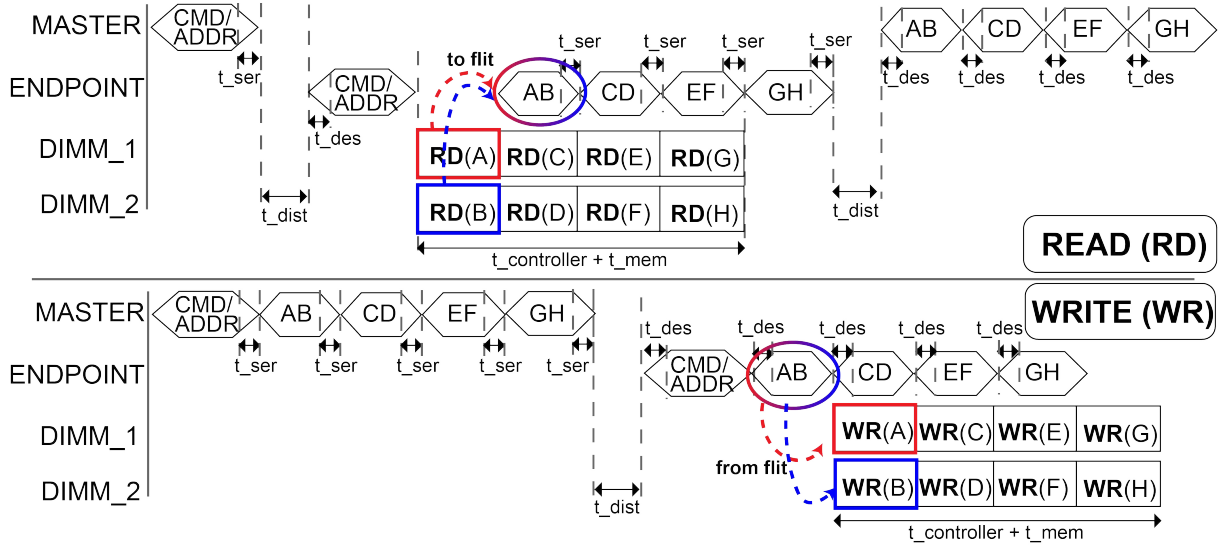 MASTER
CMD/
ADDR
t_ser
AB CD EF GH
t_des t_des t_des t_des
ENDPOINT
t_des
CMD/
ADDR
to flit
t_ser t_ser t_ser t_ser
AB CD EF GH
DIMM_1
RD(A) RD(C) RD(E) RD(G)
DIMM_2
RD(B) RD(D) RD(F) RD(H)
t_dist
t_dist
t_controller + t_mem
READ (RD)
WRITE (WR)
MASTER
CMD/
ADDR
AB CD EF GH
t_ser t_ser t_ser t_ser t_ser
t_des t_des t_des t_des t_des
ENDPOINT
CMD/
ADDR
AB CD EF GH
DIMM_1
WR(A) WR(C) WR(E) WR(G)
from flit
DIMM_2
WR(B) WR(D) WR(F) WR(H)
t_dist
t_controller + t_mem